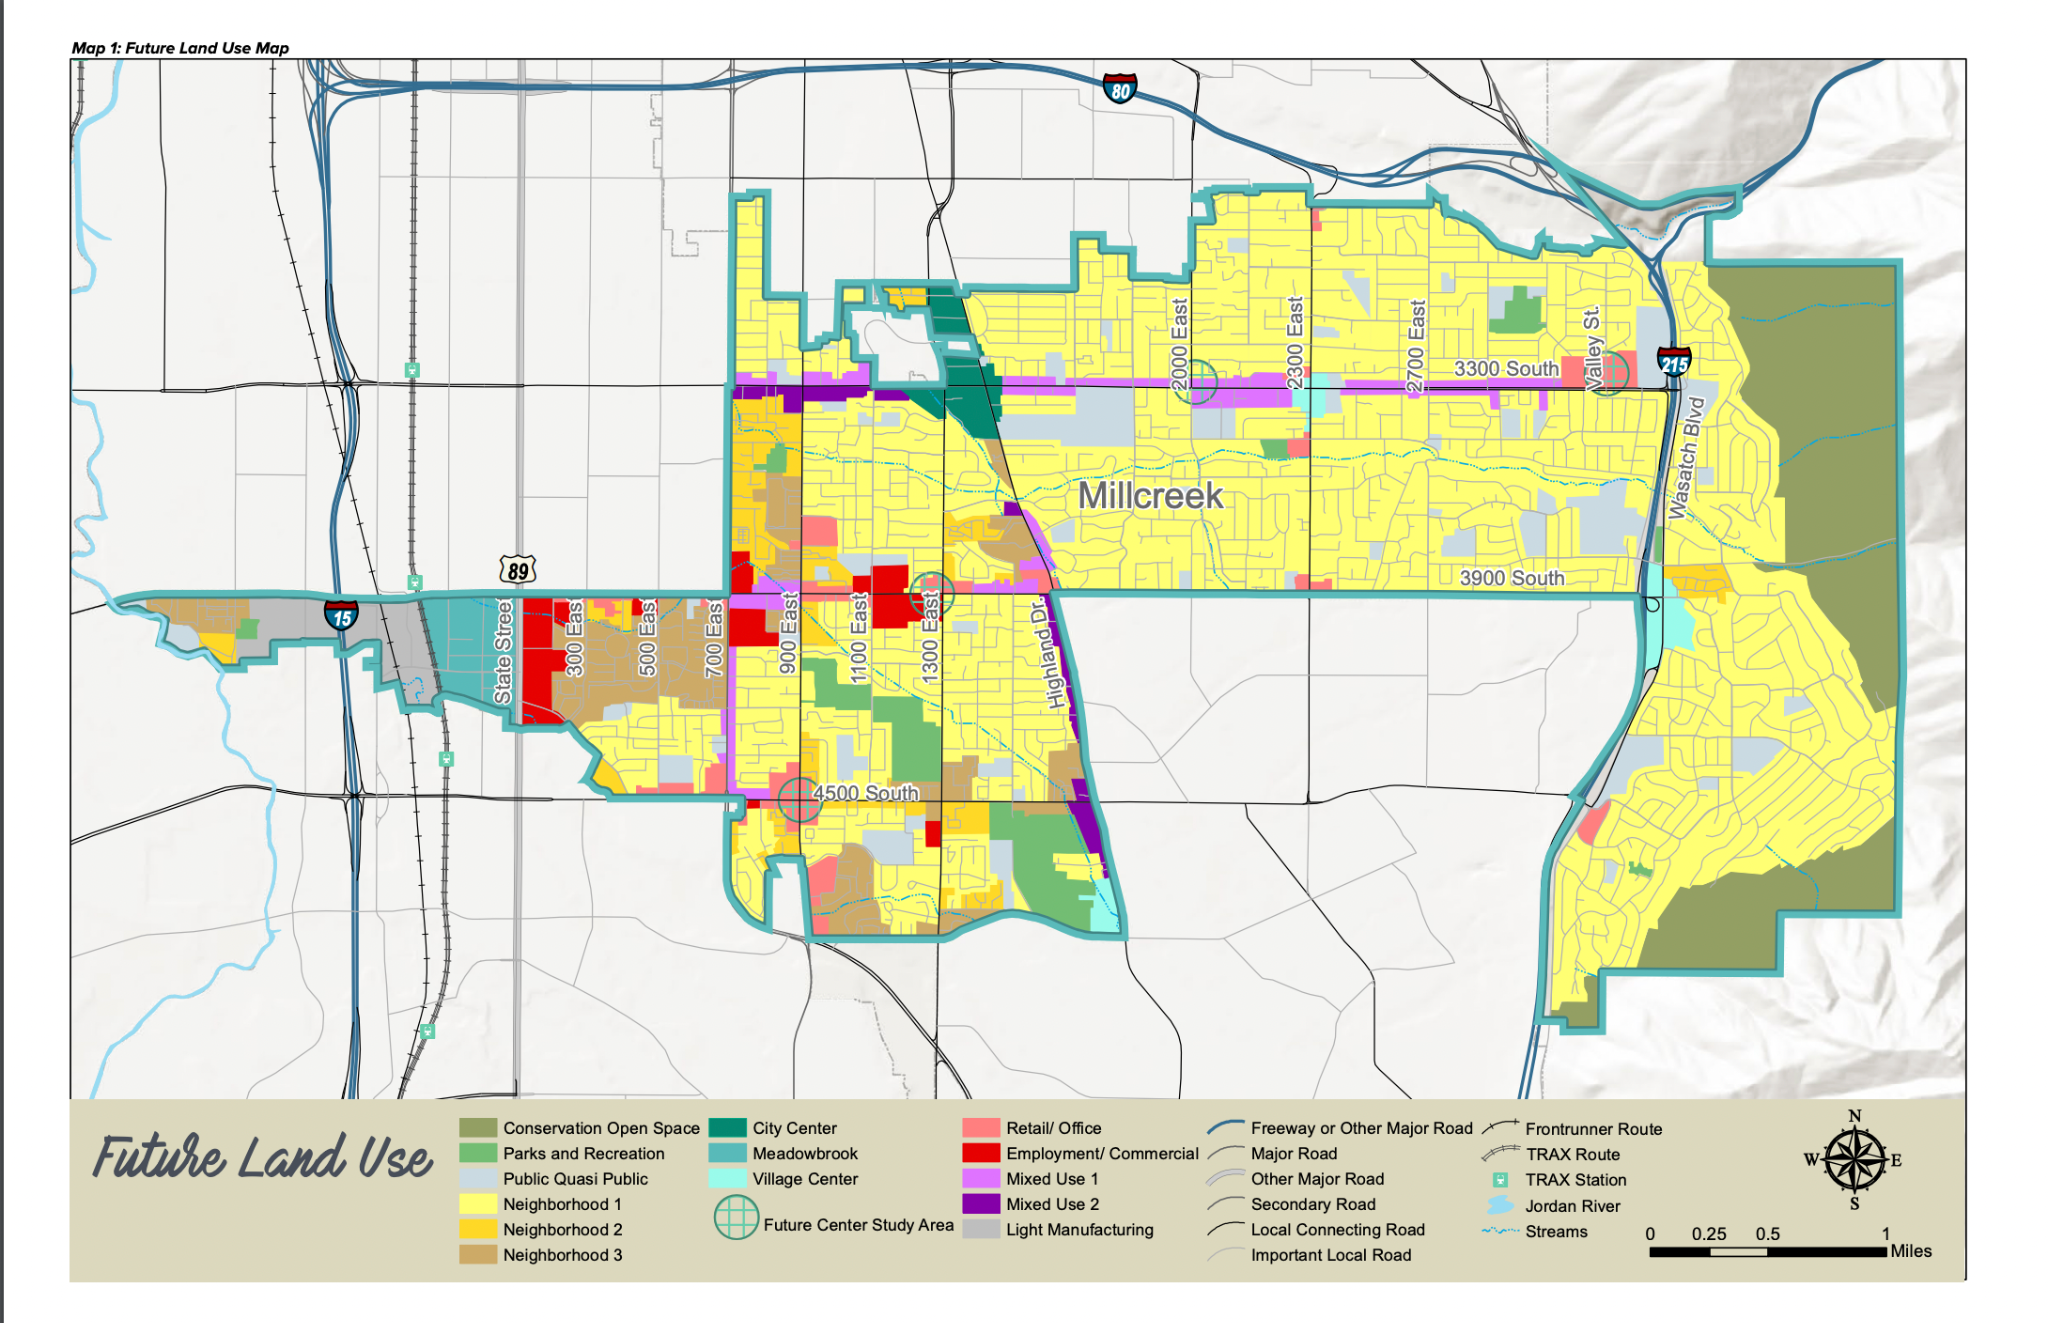 Map 1: Future Land Use Map
80
2000 East
2300 East
2700 East
Valley St.
3300 South
215
Wasatch Blvd
Millcreek
89
3900 South
15
State Street
300 East
500 East
700 East
900 East
1100 East
1300 East
Highland Dr.
4500 South
Future Land Use
Conservation Open Space
Parks and Recreation
Public Quasi Public
Neighborhood 1
Neighborhood 2
Neighborhood 3
City Center
Meadowbrook
Village Center
Future Center Study Area
Retail/ Office
Employment/ Commercial
Mixed Use 1
Mixed Use 2
Light Manufacturing
Freeway or Other Major Road
Major Road
Other Major Road
Secondary Road
Local Connecting Road
Important Local Road
Frontrunner Route
TRAX Route
TRAX Station
Jordan River
Streams
N
W E
S
0 0.25 0.5 1
Miles